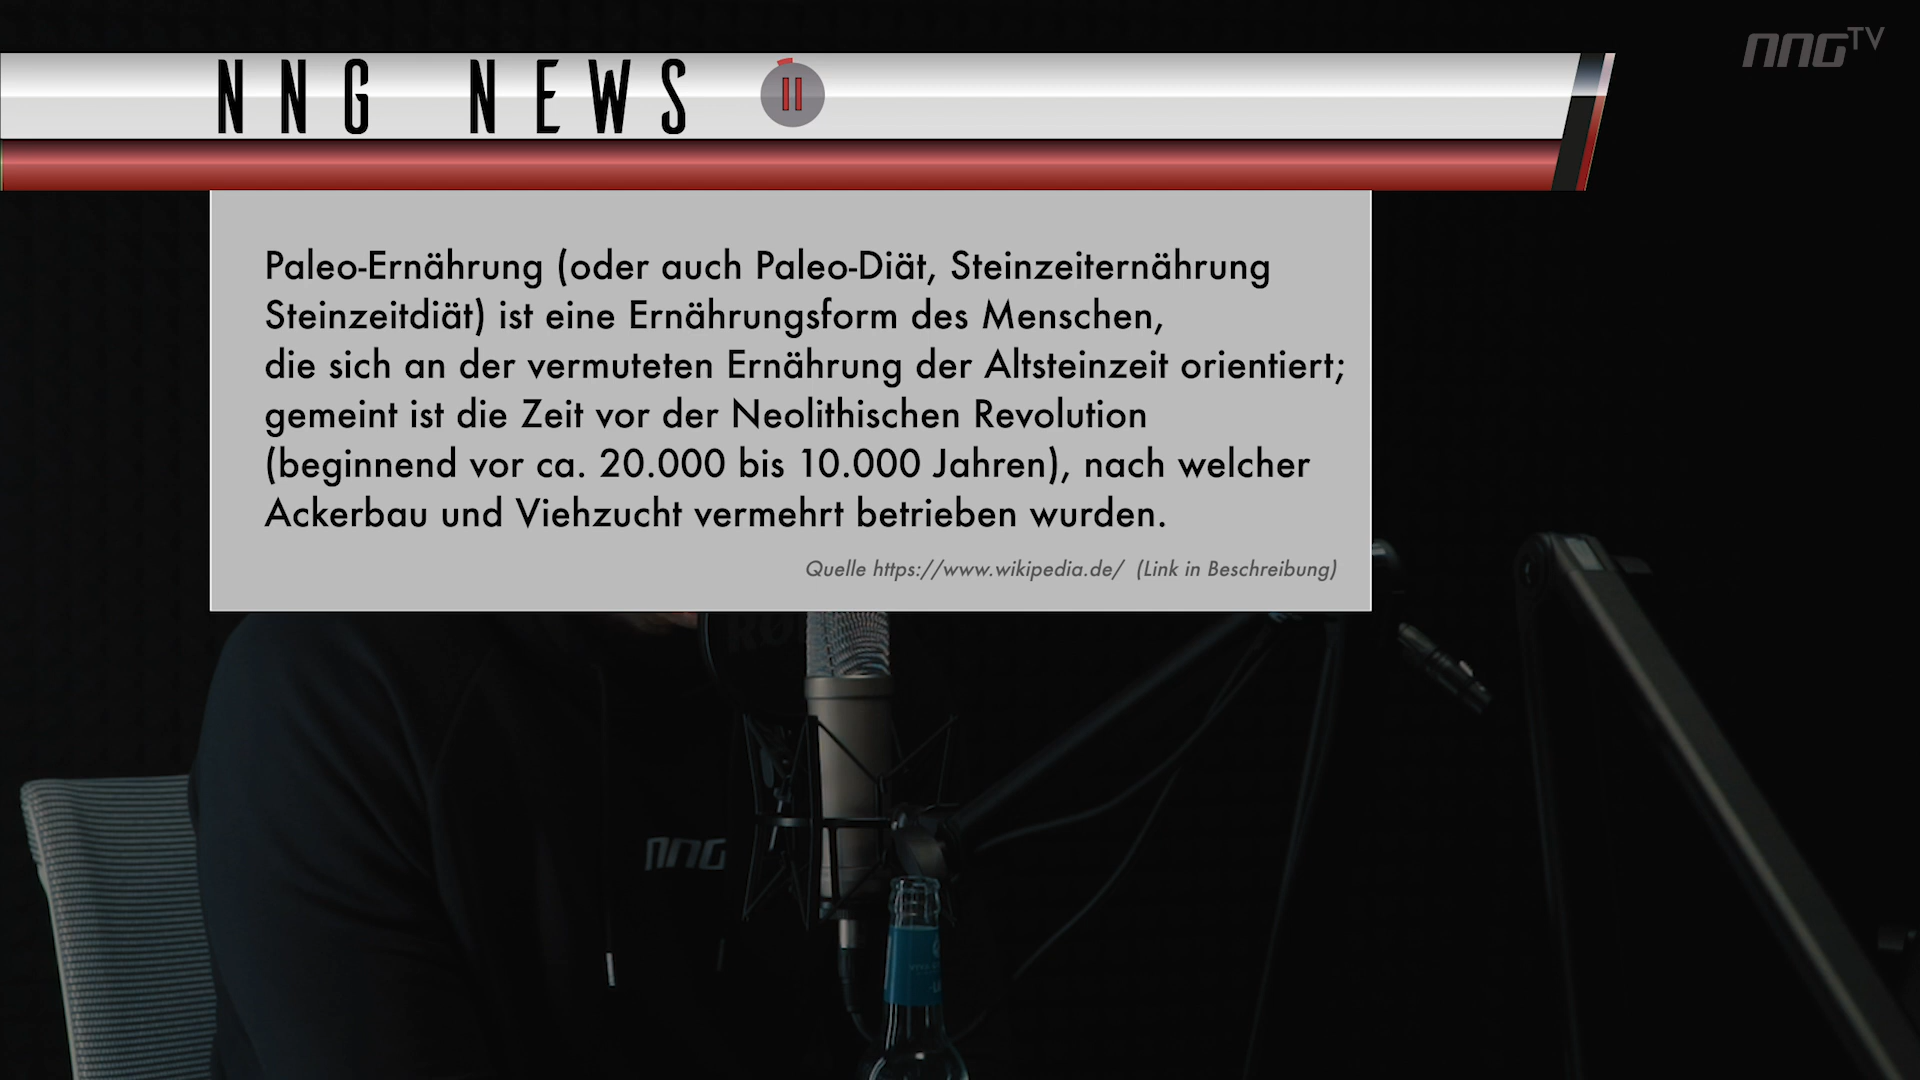 nnGTV
NNG NEWS
Paleo-Ernährung (oder auch Paleo-Diät, Steinzeiternährung
Steinzeitdiät) ist eine Ernährungsform des Menschen,
die sich an der vermuteten Ernährung der Altsteinzeit orientiert;
gemeint ist die Zeit vor der Neolithischen Revolution
(beginnend vor ca. 20.000 bis 10.000 Jahren), nach welcher
Ackerbau und Viehzucht vermehrt betrieben wurden.
Quelle https://www.wikipedia.de/ (Link in Beschreibung)
nnG